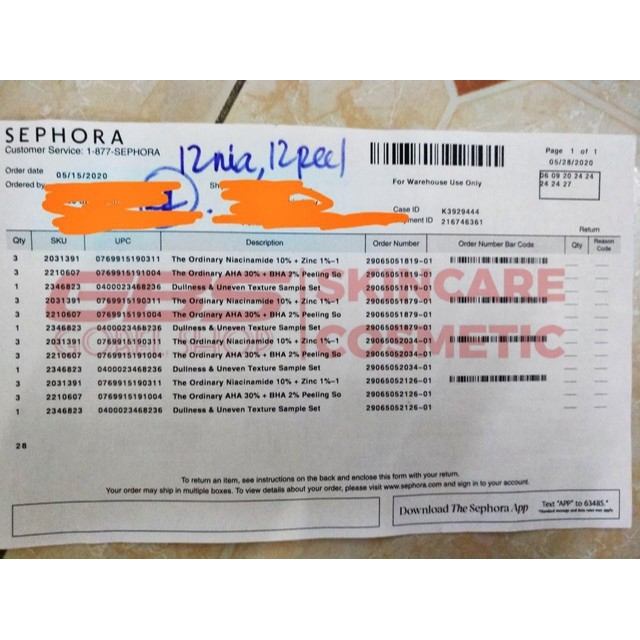 SEPHORA
Customer Service: 1-877-SEPHORA
12nia, 12peel
Page 1 of 1
05/28/2020
Order date 05/15/2020
Ordered by
Sh
For Warehouse Use Only
06 09 20 24 24
24 24 27
Case ID K3929444
ment ID 216746361
Return
Qty SKU UPC Description Order Number Order Number Bar Code Qty Reason Code
3 2031391 0769915190311 The Ordinary Niacinamide 10% + Zinc 1%-1 29065051819-01
3 2210607 0769915191004 The Ordinary AHA 30% + BHA 2% Peeling So 29065051819-01
1 2346823 0400023468236 Dullness & Uneven Texture Sample Set 29065051819-01
3 2031391 0769915190311 The Ordinary Niacinamide 10% + Zinc 1%-1 29065051879-01
3 2210607 0769915191004 The Ordinary AHA 30% + BHA 2% Peeling So 29065051879-01
1 2346823 0400023468236 Dullness & Uneven Texture Sample Set 29065051879-01
3 2031391 0769915190311 The Ordinary Niacinamide 10% + Zinc 1%-1 29065052034-01
3 2210607 0769915191004 The Ordinary AHA 30% + BHA 2% Peeling So 29065052034-01
1 2346823 0400023468236 Dullness & Uneven Texture Sample Set 29065052034-01
3 2031391 0769915190311 The Ordinary Niacinamide 10% + Zinc 1%-1 29065052126-01
3 2210607 0769915191004 The Ordinary AHA 30% + BHA 2% Peeling So 29065052126-01
1 2346823 0400023468236 Dullness & Uneven Texture Sample Set 29065052126-01
SKINCARE
COSMETIC
28
To return an item, see instructions on the back and enclose this form with your return.
Your order may ship in multiple boxes. To view details about your order, please visit www.sephora.com and sign in to your account.
Download The Sephora App
Text "APP" to 63485.*
*Standard message and data rates may apply.